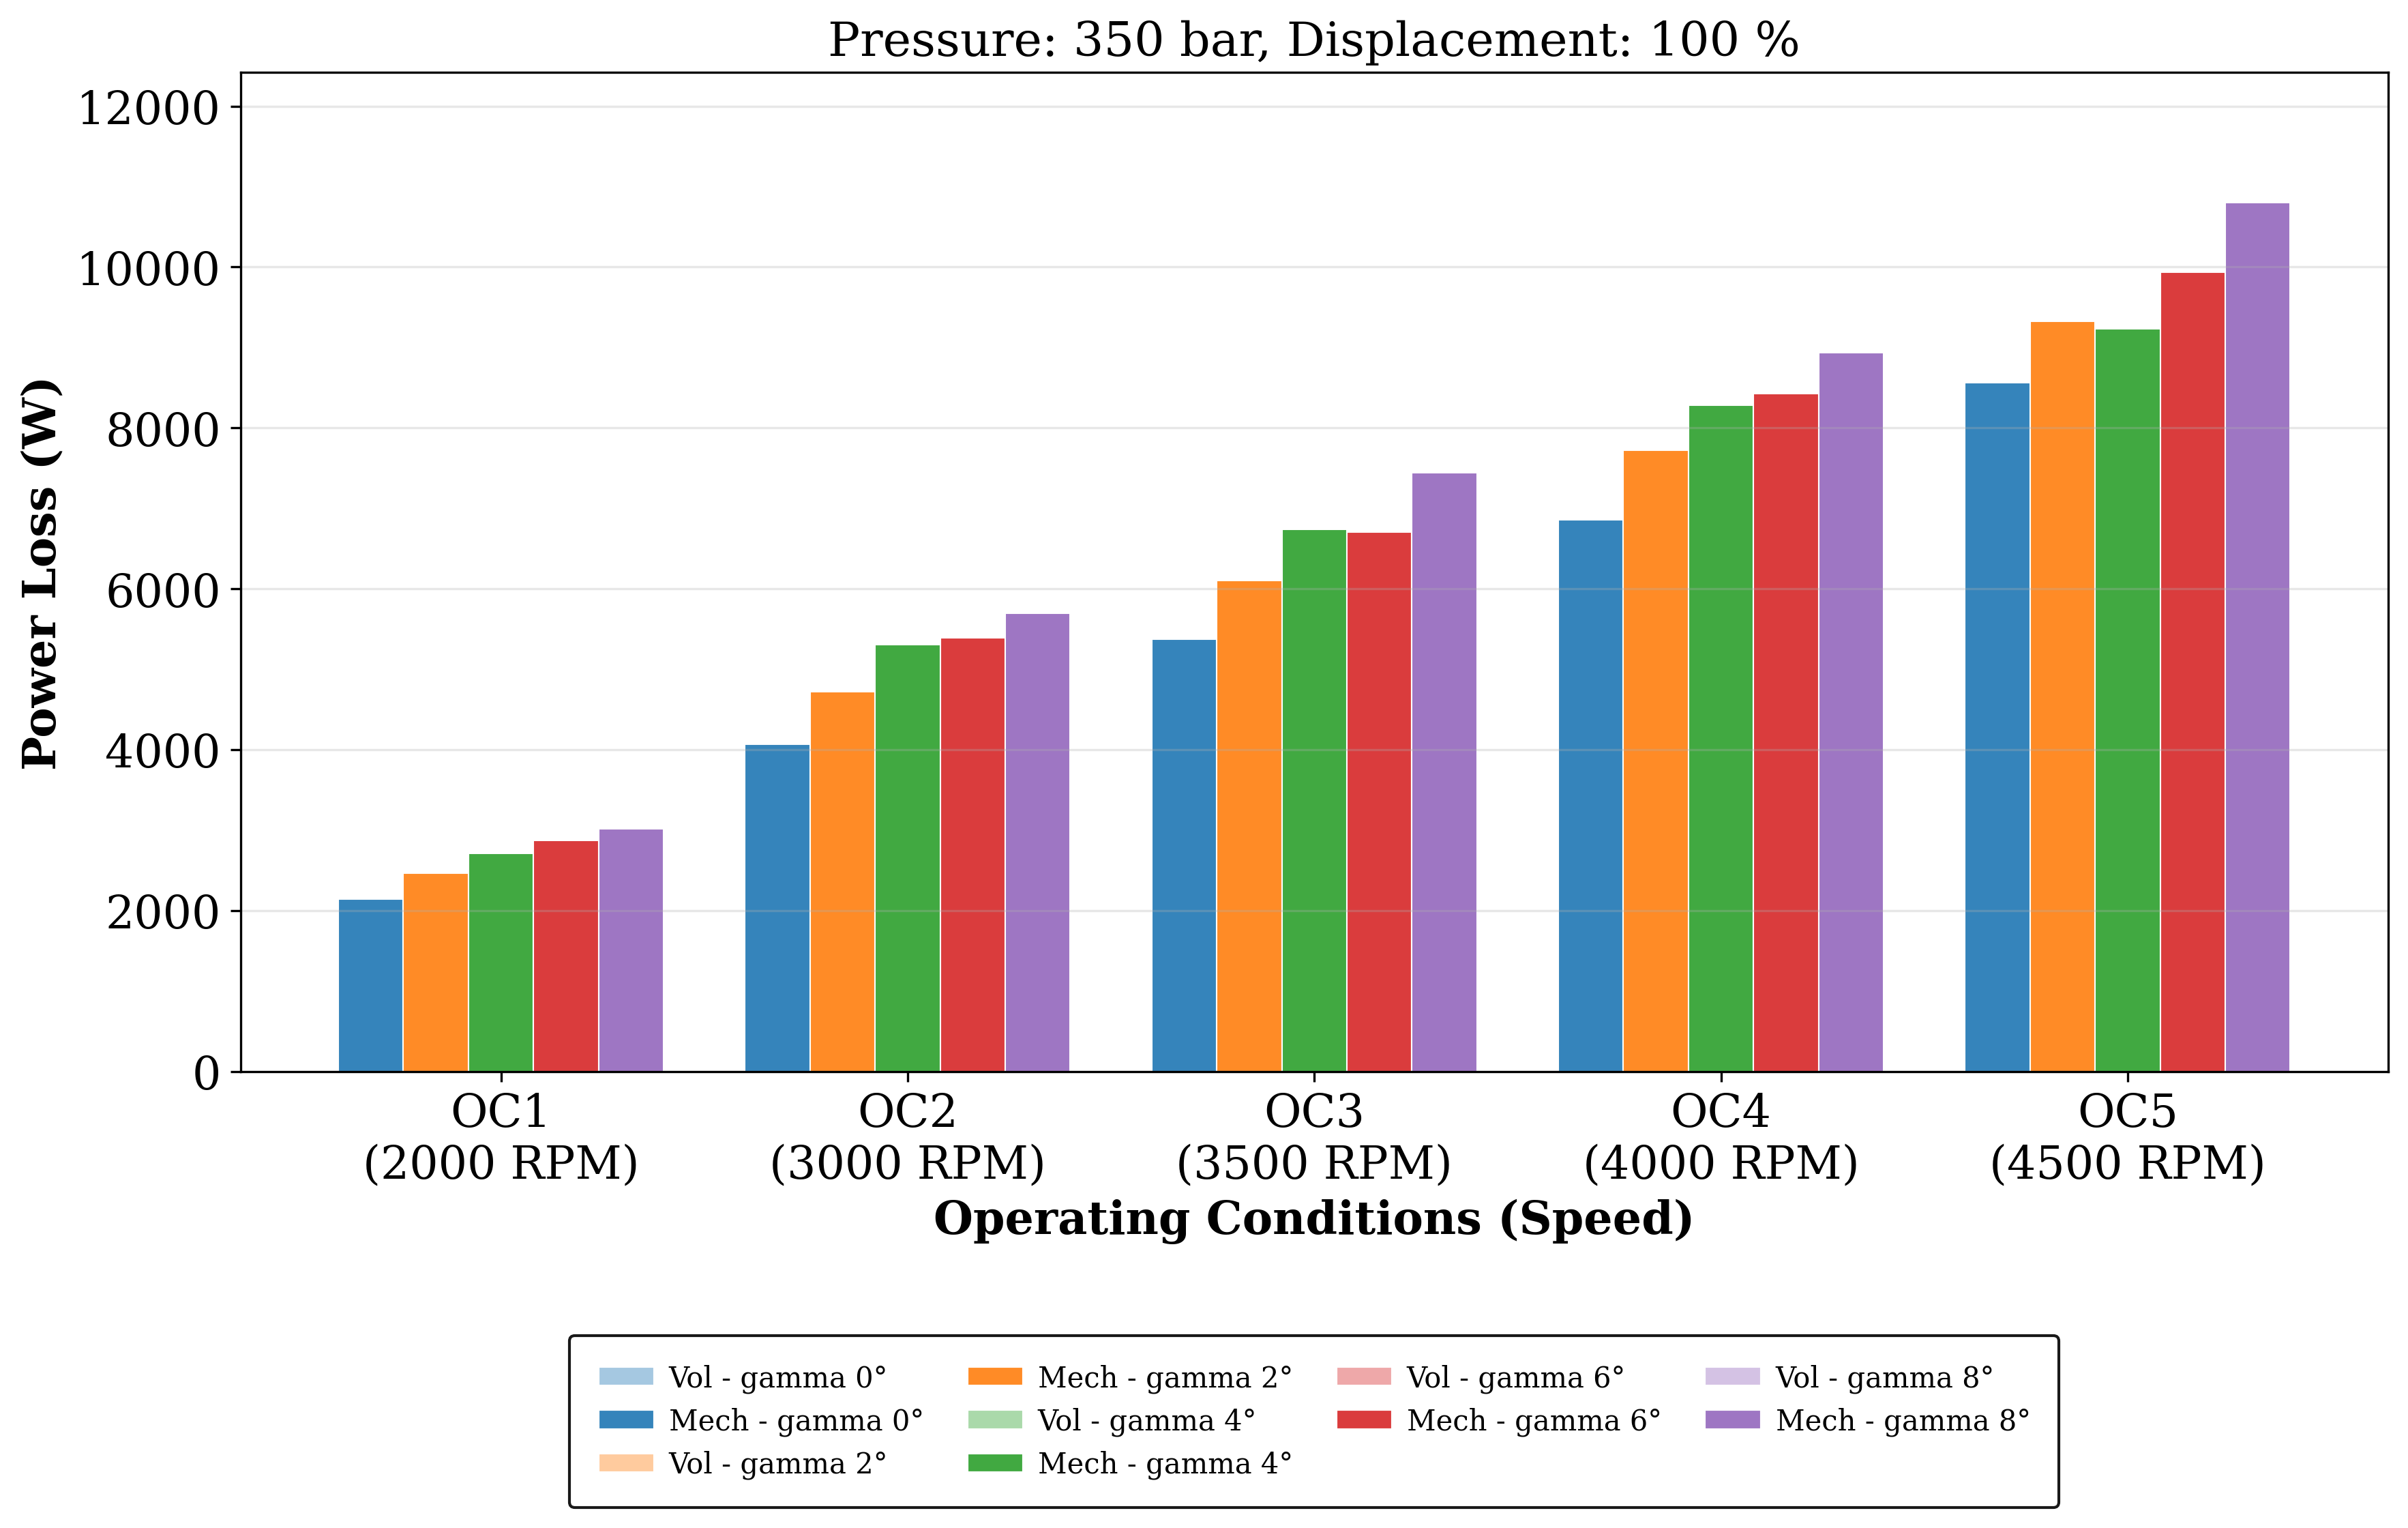 Pressure: 350 bar, Displacement: 100 %
12000
10000
8000
6000
4000
2000
0
Power Loss (W)
OC1
(2000 RPM)
OC2
(3000 RPM)
OC3
(3500 RPM)
OC4
(4000 RPM)
OC5
(4500 RPM)
Operating Conditions (Speed)
Vol - gamma 0°
Mech - gamma 0°
Vol - gamma 2°
Mech - gamma 2°
Vol - gamma 4°
Mech - gamma 4°
Vol - gamma 6°
Mech - gamma 6°
Vol - gamma 8°
Mech - gamma 8°